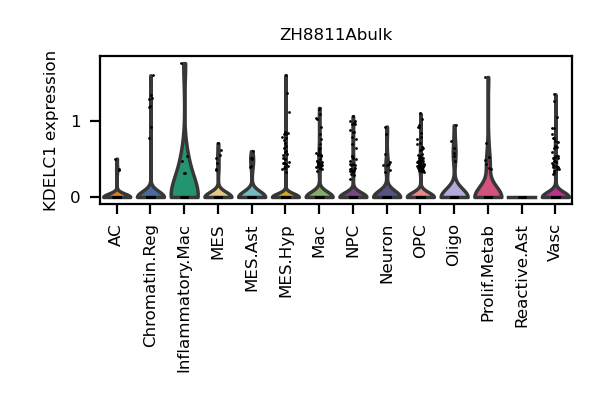 ZH8811Abulk
KDELC1 expression
1
0
AC
Chromatin.Reg
Inflammatory.Mac
MES
MES.Ast
MES.Hyp
Mac
NPC
Neuron
OPC
Oligo
Prolif.Metab
Reactive.Ast
Vasc